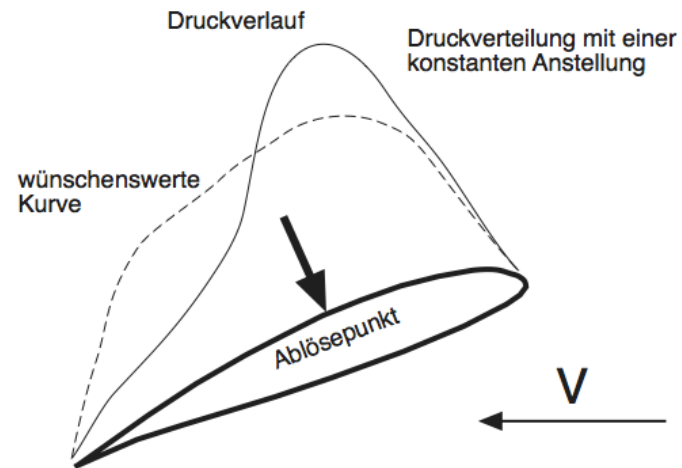 Druckverlauf
Druckverteilung mit einer
konstanten Anstellung
wünschenswerte
Kurve
Ablösepunkt
V